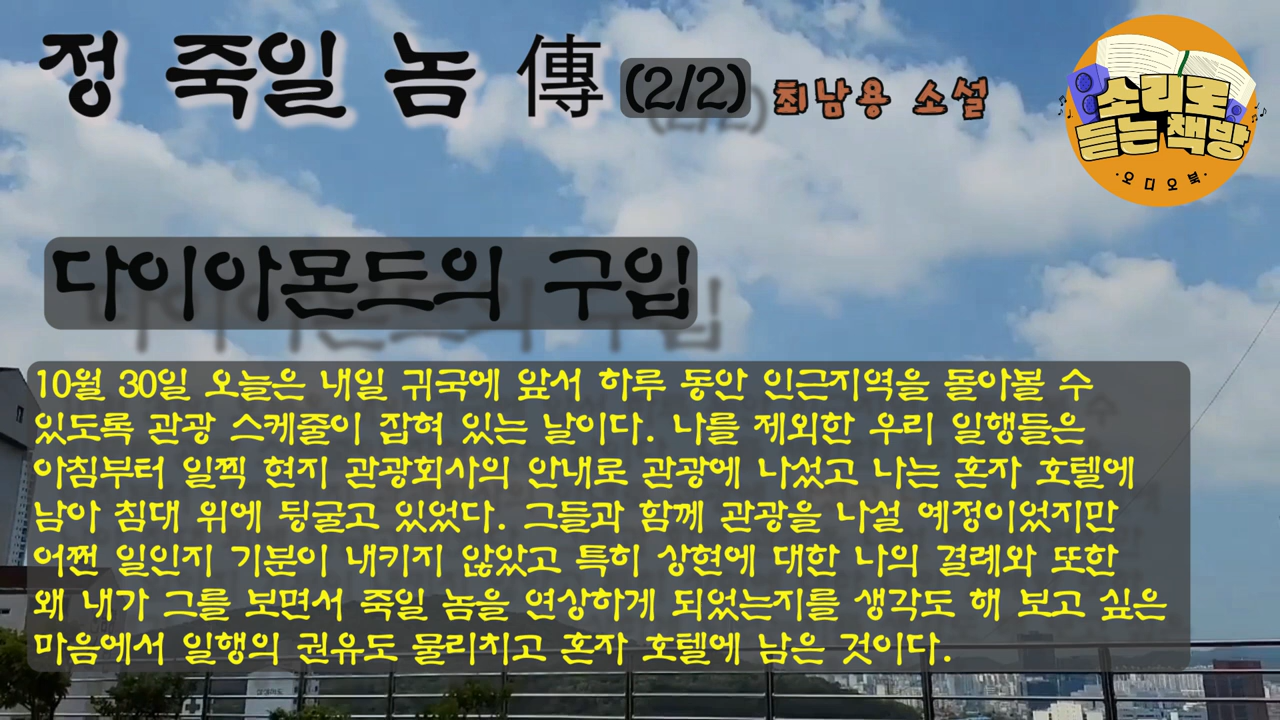 정 죽일 놈 傳 (2/2) 최남용 소설
소리로
듣는 책방
·오디오북·
다이아몬드의 구입
10월 30일 오늘은 내일 귀국에 앞서 하루 동안 인근지역을 돌아볼 수
있도록 관광 스케줄이 잡혀 있는 날이다. 나를 제외한 우리 일행들은
아침부터 일찍 현지 관광회사의 안내로 관광에 나섰고 나는 혼자 호텔에
남아 침대 위에 뒹굴고 있었다. 그들과 함께 관광을 나설 예정이었지만
어쩐 일인지 기분이 내키지 않았고 특히 상현에 대한 나의 결례와 또한
왜 내가 그를 보면서 죽일 놈을 연상하게 되었는지를 생각도 해 보고 싶은
마음에서 일행의 권유도 물리치고 혼자 호텔에 남은 것이다.